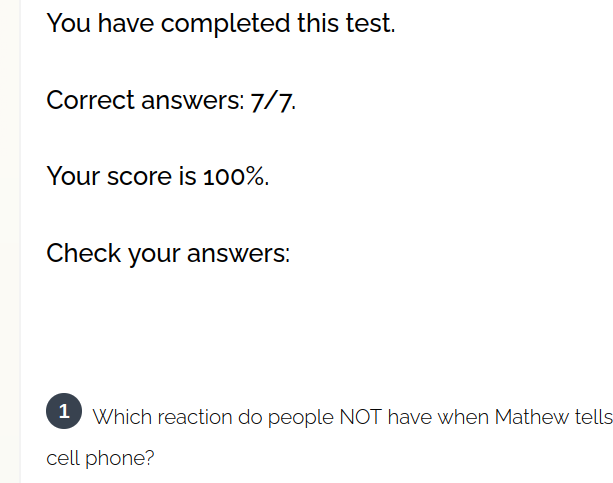 You have completed this test.
Correct answers: 7/7.
Your score is 100%.
Check your answers:
1 Which reaction do people NOT have when Mathew tells
cell phone?